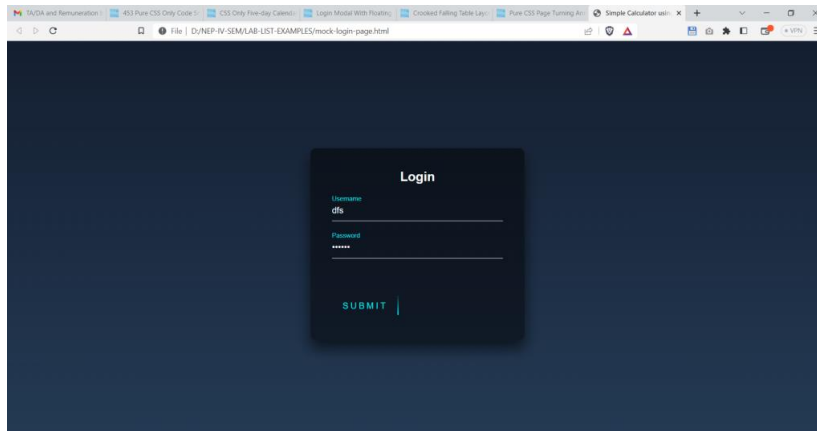 TA/DA and Remuneration
453 Pure CSS Only Code S
CSS Only Five-day Calenda
Login Modal With Floating
Crooked Falling Table Layo
Pure CSS Page Turning An
Simple Calculator usin
File | D:/NEP-IV-SEM/LAB-LIST-EXAMPLES/mock-login-page.html
VPN
Login
Username
dfs
Password
••••••
SUBMIT